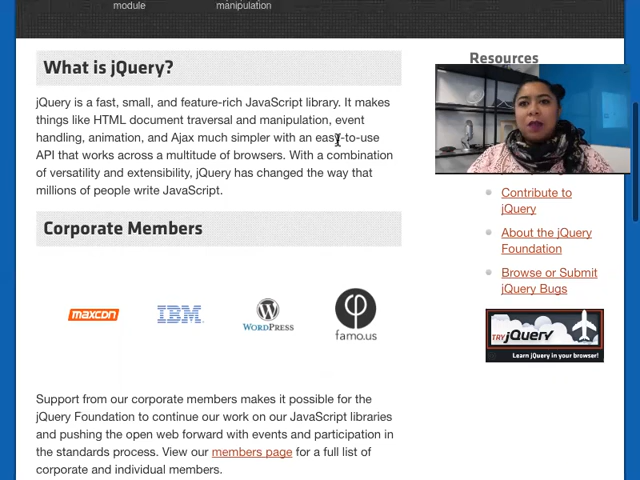 module
manipulation
What is jQuery?
Resources
jQuery is a fast, small, and feature-rich JavaScript library. It makes
things like HTML document traversal and manipulation, event
handling, animation, and Ajax much simpler with an easy-to-use
API that works across a multitude of browsers. With a combination
of versatility and extensibility, jQuery has changed the way that
millions of people write JavaScript.
Contribute to
jQuery
About the jQuery
Foundation
Browse or Submit
jQuery Bugs
TRY jQuery
Learn jQuery in your browser!
Corporate Members
maxcdn
IBM
WORDPRESS
famo.us
Support from our corporate members makes it possible for the
jQuery Foundation to continue our work on our JavaScript libraries
and pushing the open web forward with events and participation in
the standards process. View our members page for a full list of
corporate and individual members.